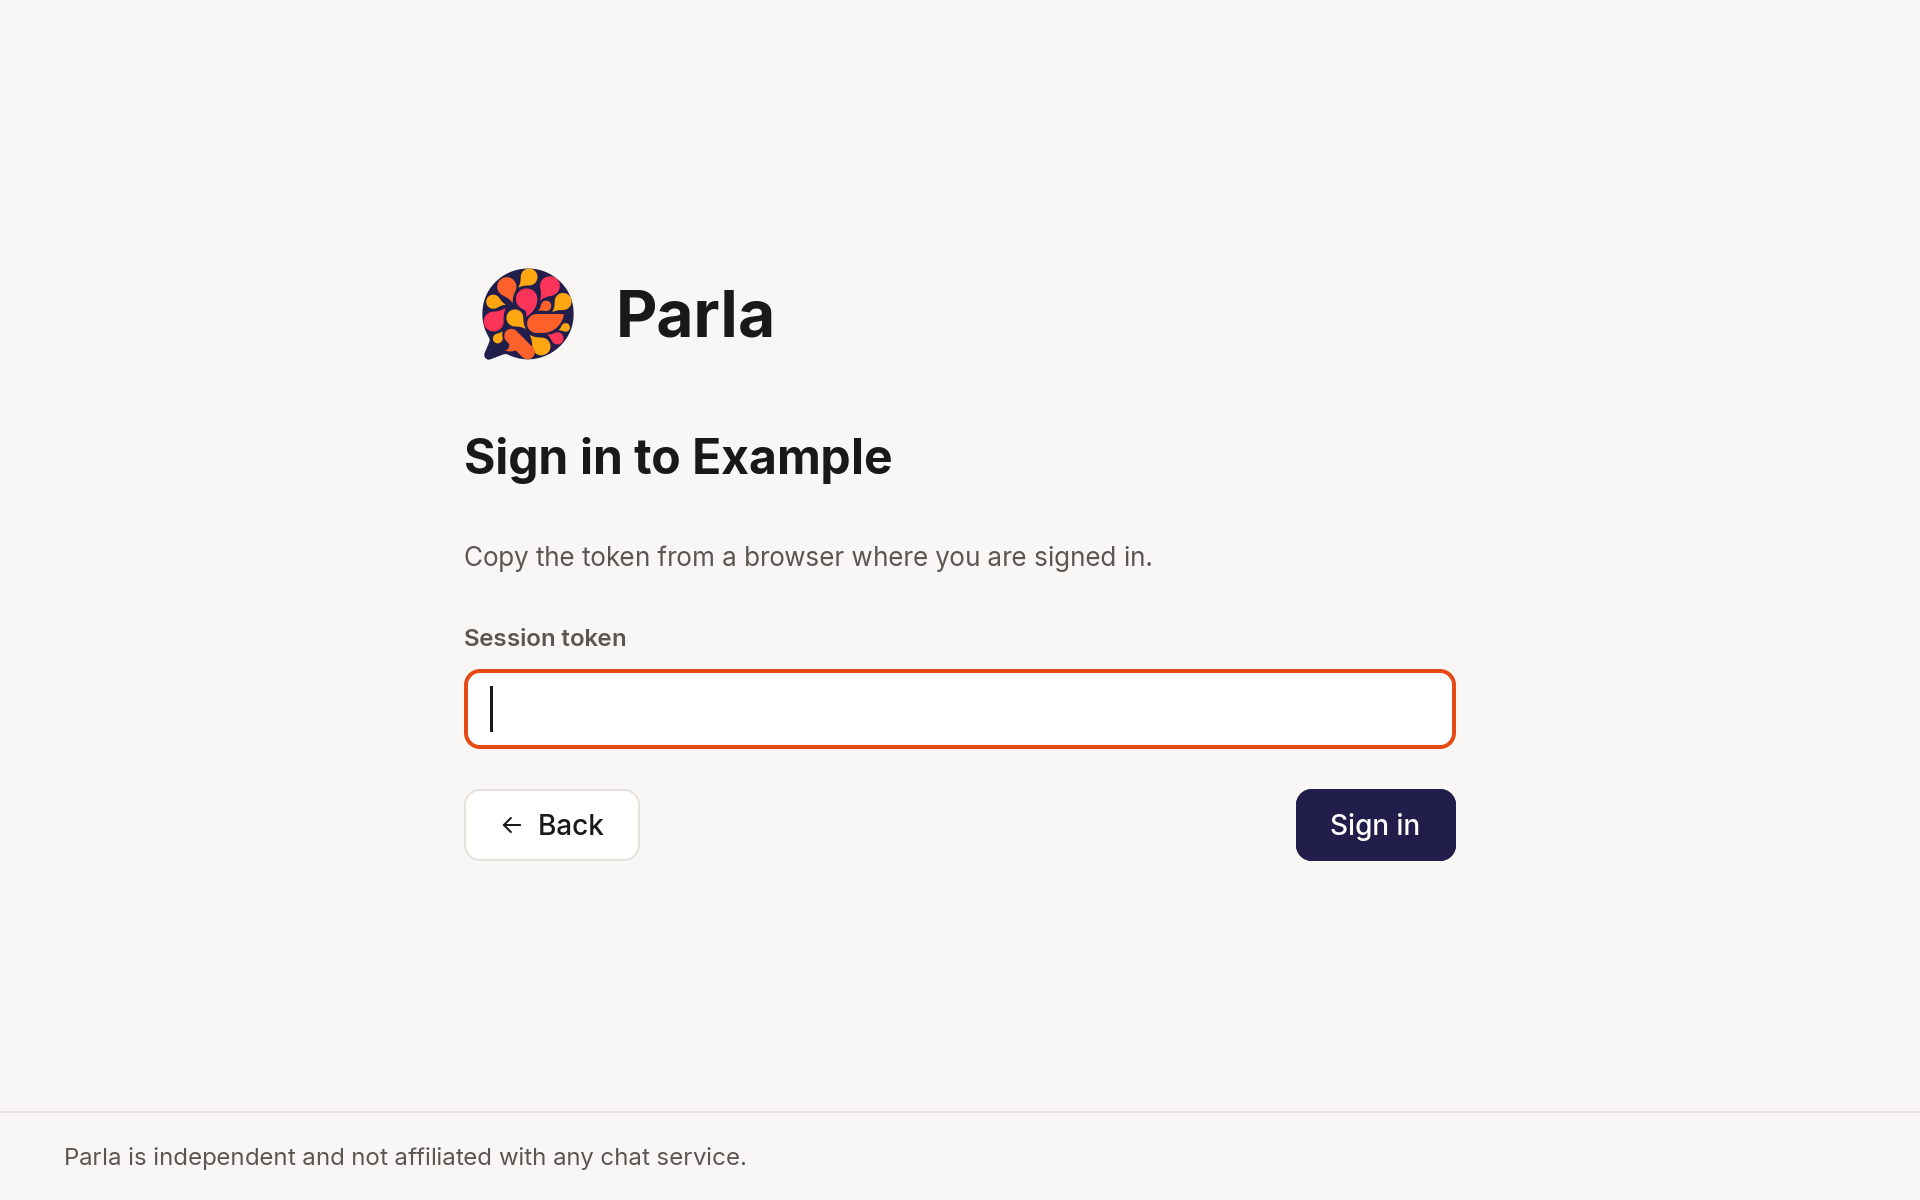 Parla
Sign in to Example
Copy the token from a browser where you are signed in.
Session token
← Back
Sign in
Parla is independent and not affiliated with any chat service.